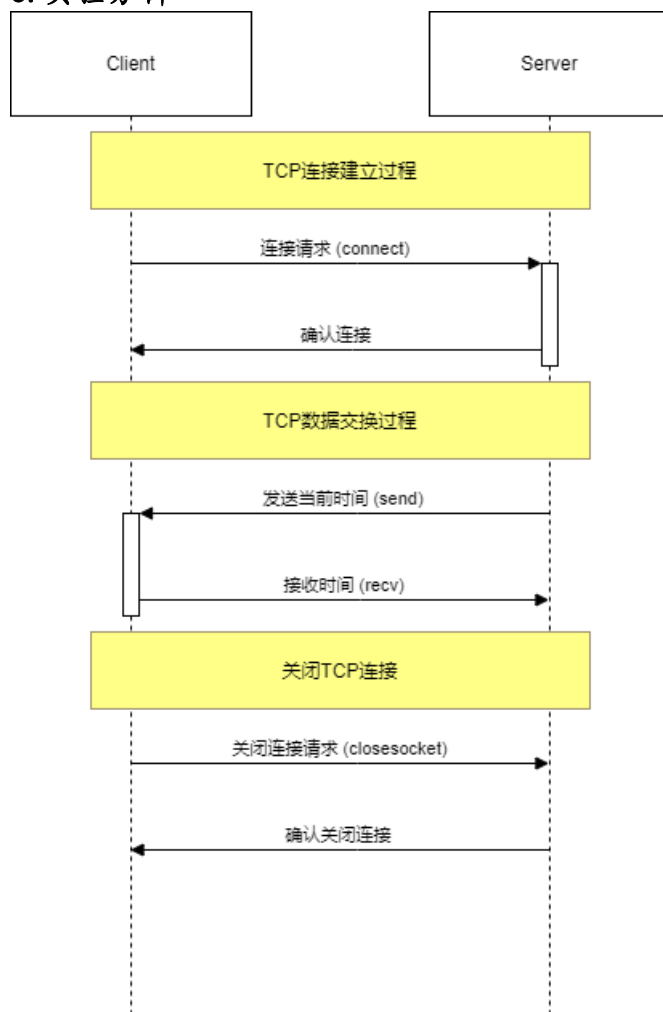 Client
Server
TCP连接建立过程
连接请求 (connect)
确认连接
TCP数据交换过程
发送当前时间 (send)
接收时间 (recv)
关闭TCP连接
关闭连接请求 (closesocket)
确认关闭连接